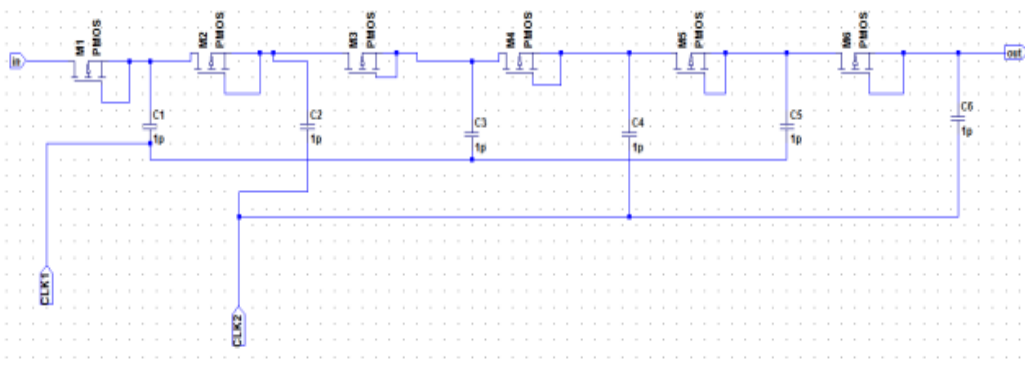 in
M1
PMOS
M2
PMOS
M3
PMOS
M4
PMOS
M5
PMOS
M6
PMOS
out
C1
1p
C2
1p
C3
1p
C4
1p
C5
1p
C6
1p
CLK1
CLK2